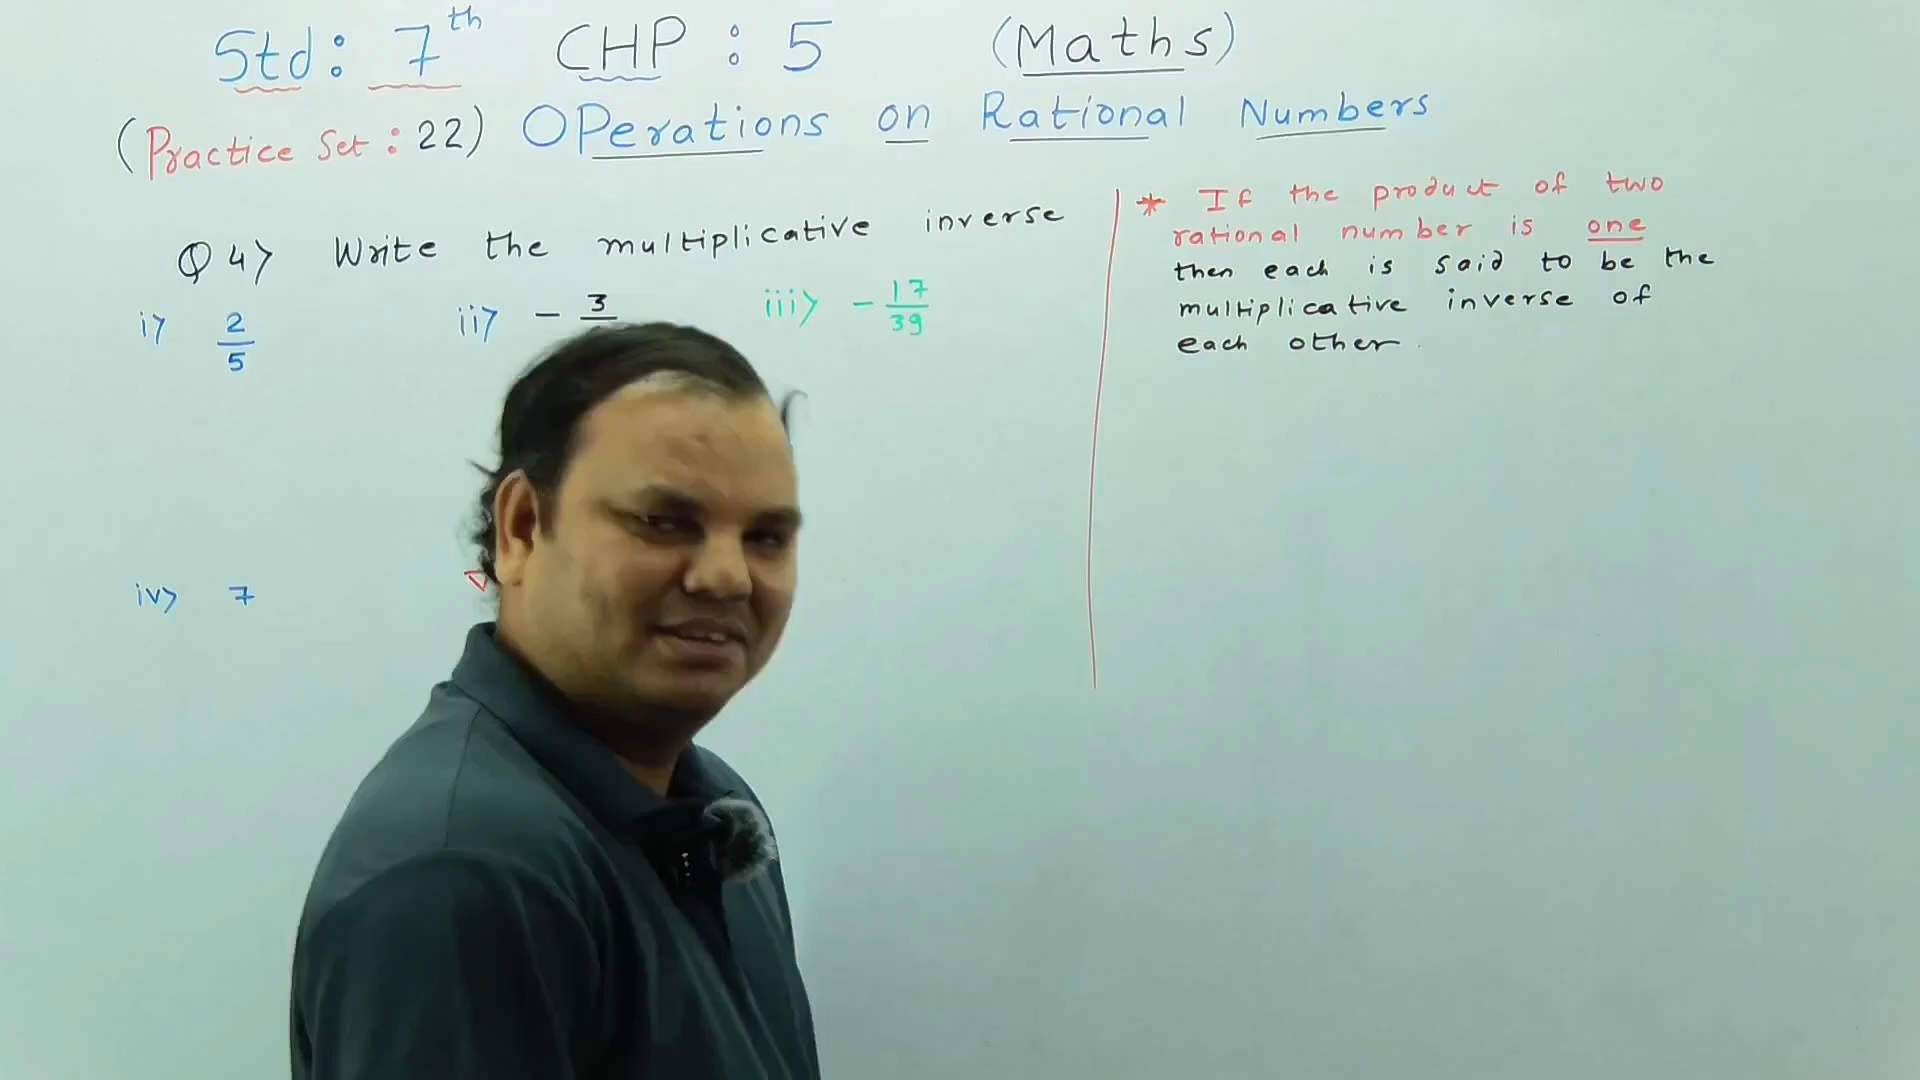 Std: 7th CHP : 5 (Maths)
(Practice Set : 22) Operations on Rational Numbers
Q 4> Write the multiplicative inverse
i> 2/5 ii> - 3 iii> - 17/39
iv> 7
* If the product of two
rational number is one
then each is said to be the
multiplicative inverse of
each other.